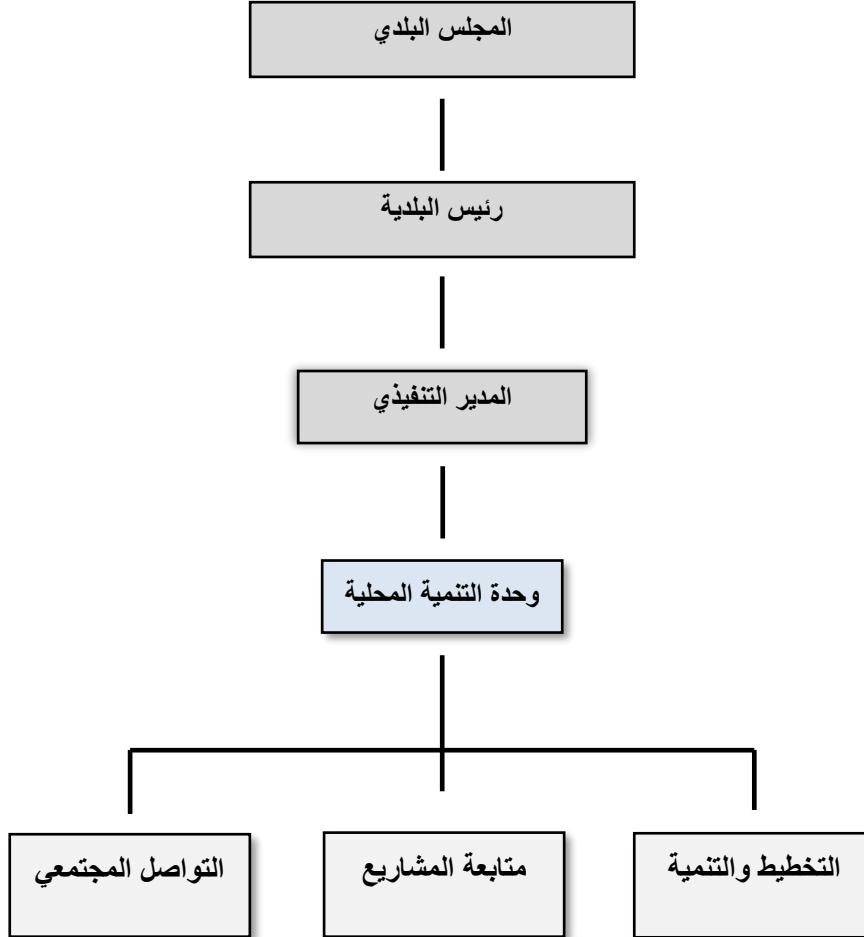 المجلس البلدي
رئيس البلدية
المدير التنفيذي
وحدة التنمية المحلية
التخطيط والتنمية
متابعة المشاريع
التواصل المجتمعي